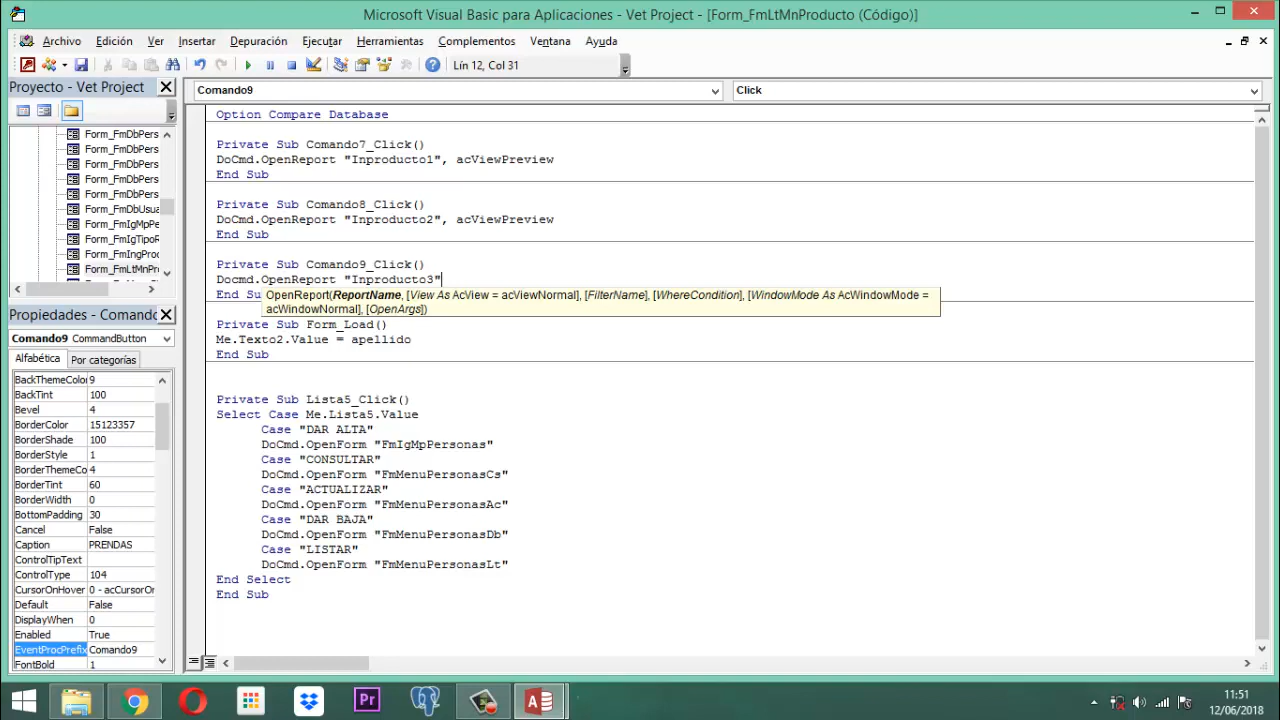 Microsoft Visual Basic para Aplicaciones - Vet Project - [Form_FmLtMnProducto (Código)]
Archivo Edición Ver Insertar Depuración Ejecutar Herramientas Complementos Ventana Ayuda
Lín 12, Col 31
Proyecto - Vet Project
Form_FmDbPers
Form_FmDbPers
Form_FmDbPers
Form_FmDbPers
Form_FmDbPers
Form_FmDbUsua
Form_FmIgMpPe
Form_FmIgTipoR
Form_FmIngProc
Form_FmLtMnPr
Propiedades - Comando
Comando9 CommandButton
Alfabética Por categorías
BackThemeColor 9
BackTint 100
Bevel 4
BorderColor 15123357
BorderShade 100
BorderStyle 1
BorderThemeCo 4
BorderTint 60
BorderWidth 0
BottomPadding 30
Cancel False
Caption PRENDAS
ControlTipText
ControlType 104
CursorOnHover 0 - acCursorOn
Default False
DisplayWhen 0
Enabled True
EventProcPrefix Comando9
FontBold 1
Comando9 Click
Option Compare Database
Private Sub Comando7_Click()
DoCmd.OpenReport "Inproducto1", acViewPreview
End Sub
Private Sub Comando8_Click()
DoCmd.OpenReport "Inproducto2", acViewPreview
End Sub
Private Sub Comando9_Click()
Docmd.OpenReport "Inproducto3"
End Su
OpenReport(ReportName, [View As AcView = acViewNormal], [FilterName], [WhereCondition], [WindowMode As AcWindowMode =
acWindowNormal], [OpenArgs])
Private Sub Form_Load()
Me.Texto2.Value = apellido
End Sub
Private Sub Lista5_Click()
Select Case Me.Lista5.Value
Case "DAR ALTA"
DoCmd.OpenForm "FmIgMpPersonas"
Case "CONSULTAR"
DoCmd.OpenForm "FmMenuPersonasCs"
Case "ACTUALIZAR"
DoCmd.OpenForm "FmMenuPersonasAc"
Case "DAR BAJA"
DoCmd.OpenForm "FmMenuPersonasDb"
Case "LISTAR"
DoCmd.OpenForm "FmMenuPersonasLt"
End Select
End Sub
Pr
11:51
12/06/2018